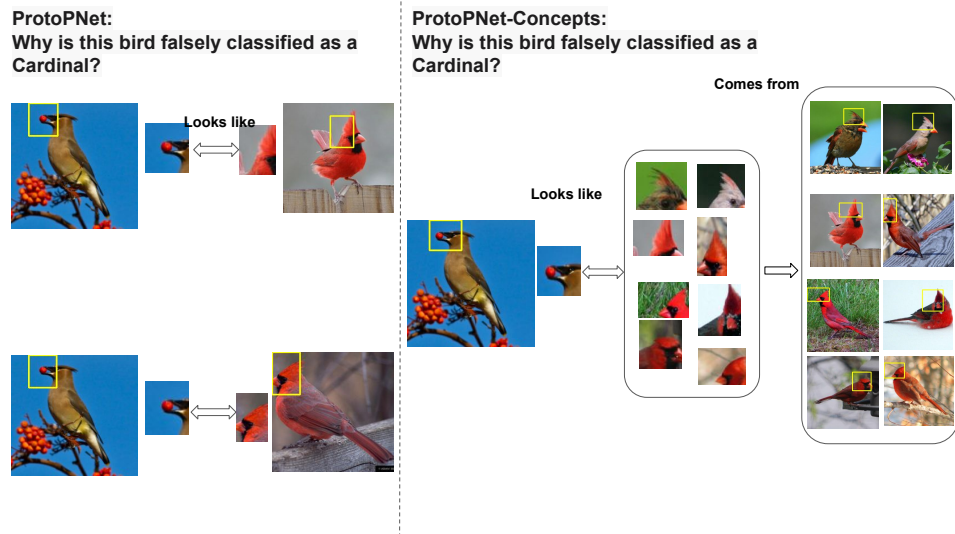 ProtoPNet:
Why is this bird falsely classified as a
Cardinal?
Looks like
ProtoPNet-Concepts:
Why is this bird falsely classified as a
Cardinal?
Comes from
Looks like